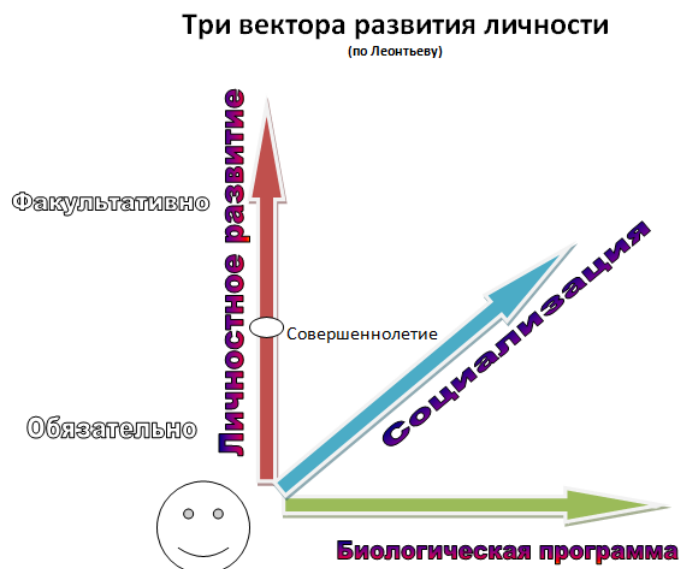 Три вектора развития личности
(по Леонтьеву)
Личностное развитие
Факультативно
Социализация
Совершеннолетие
Обязательно
Биологическая программа